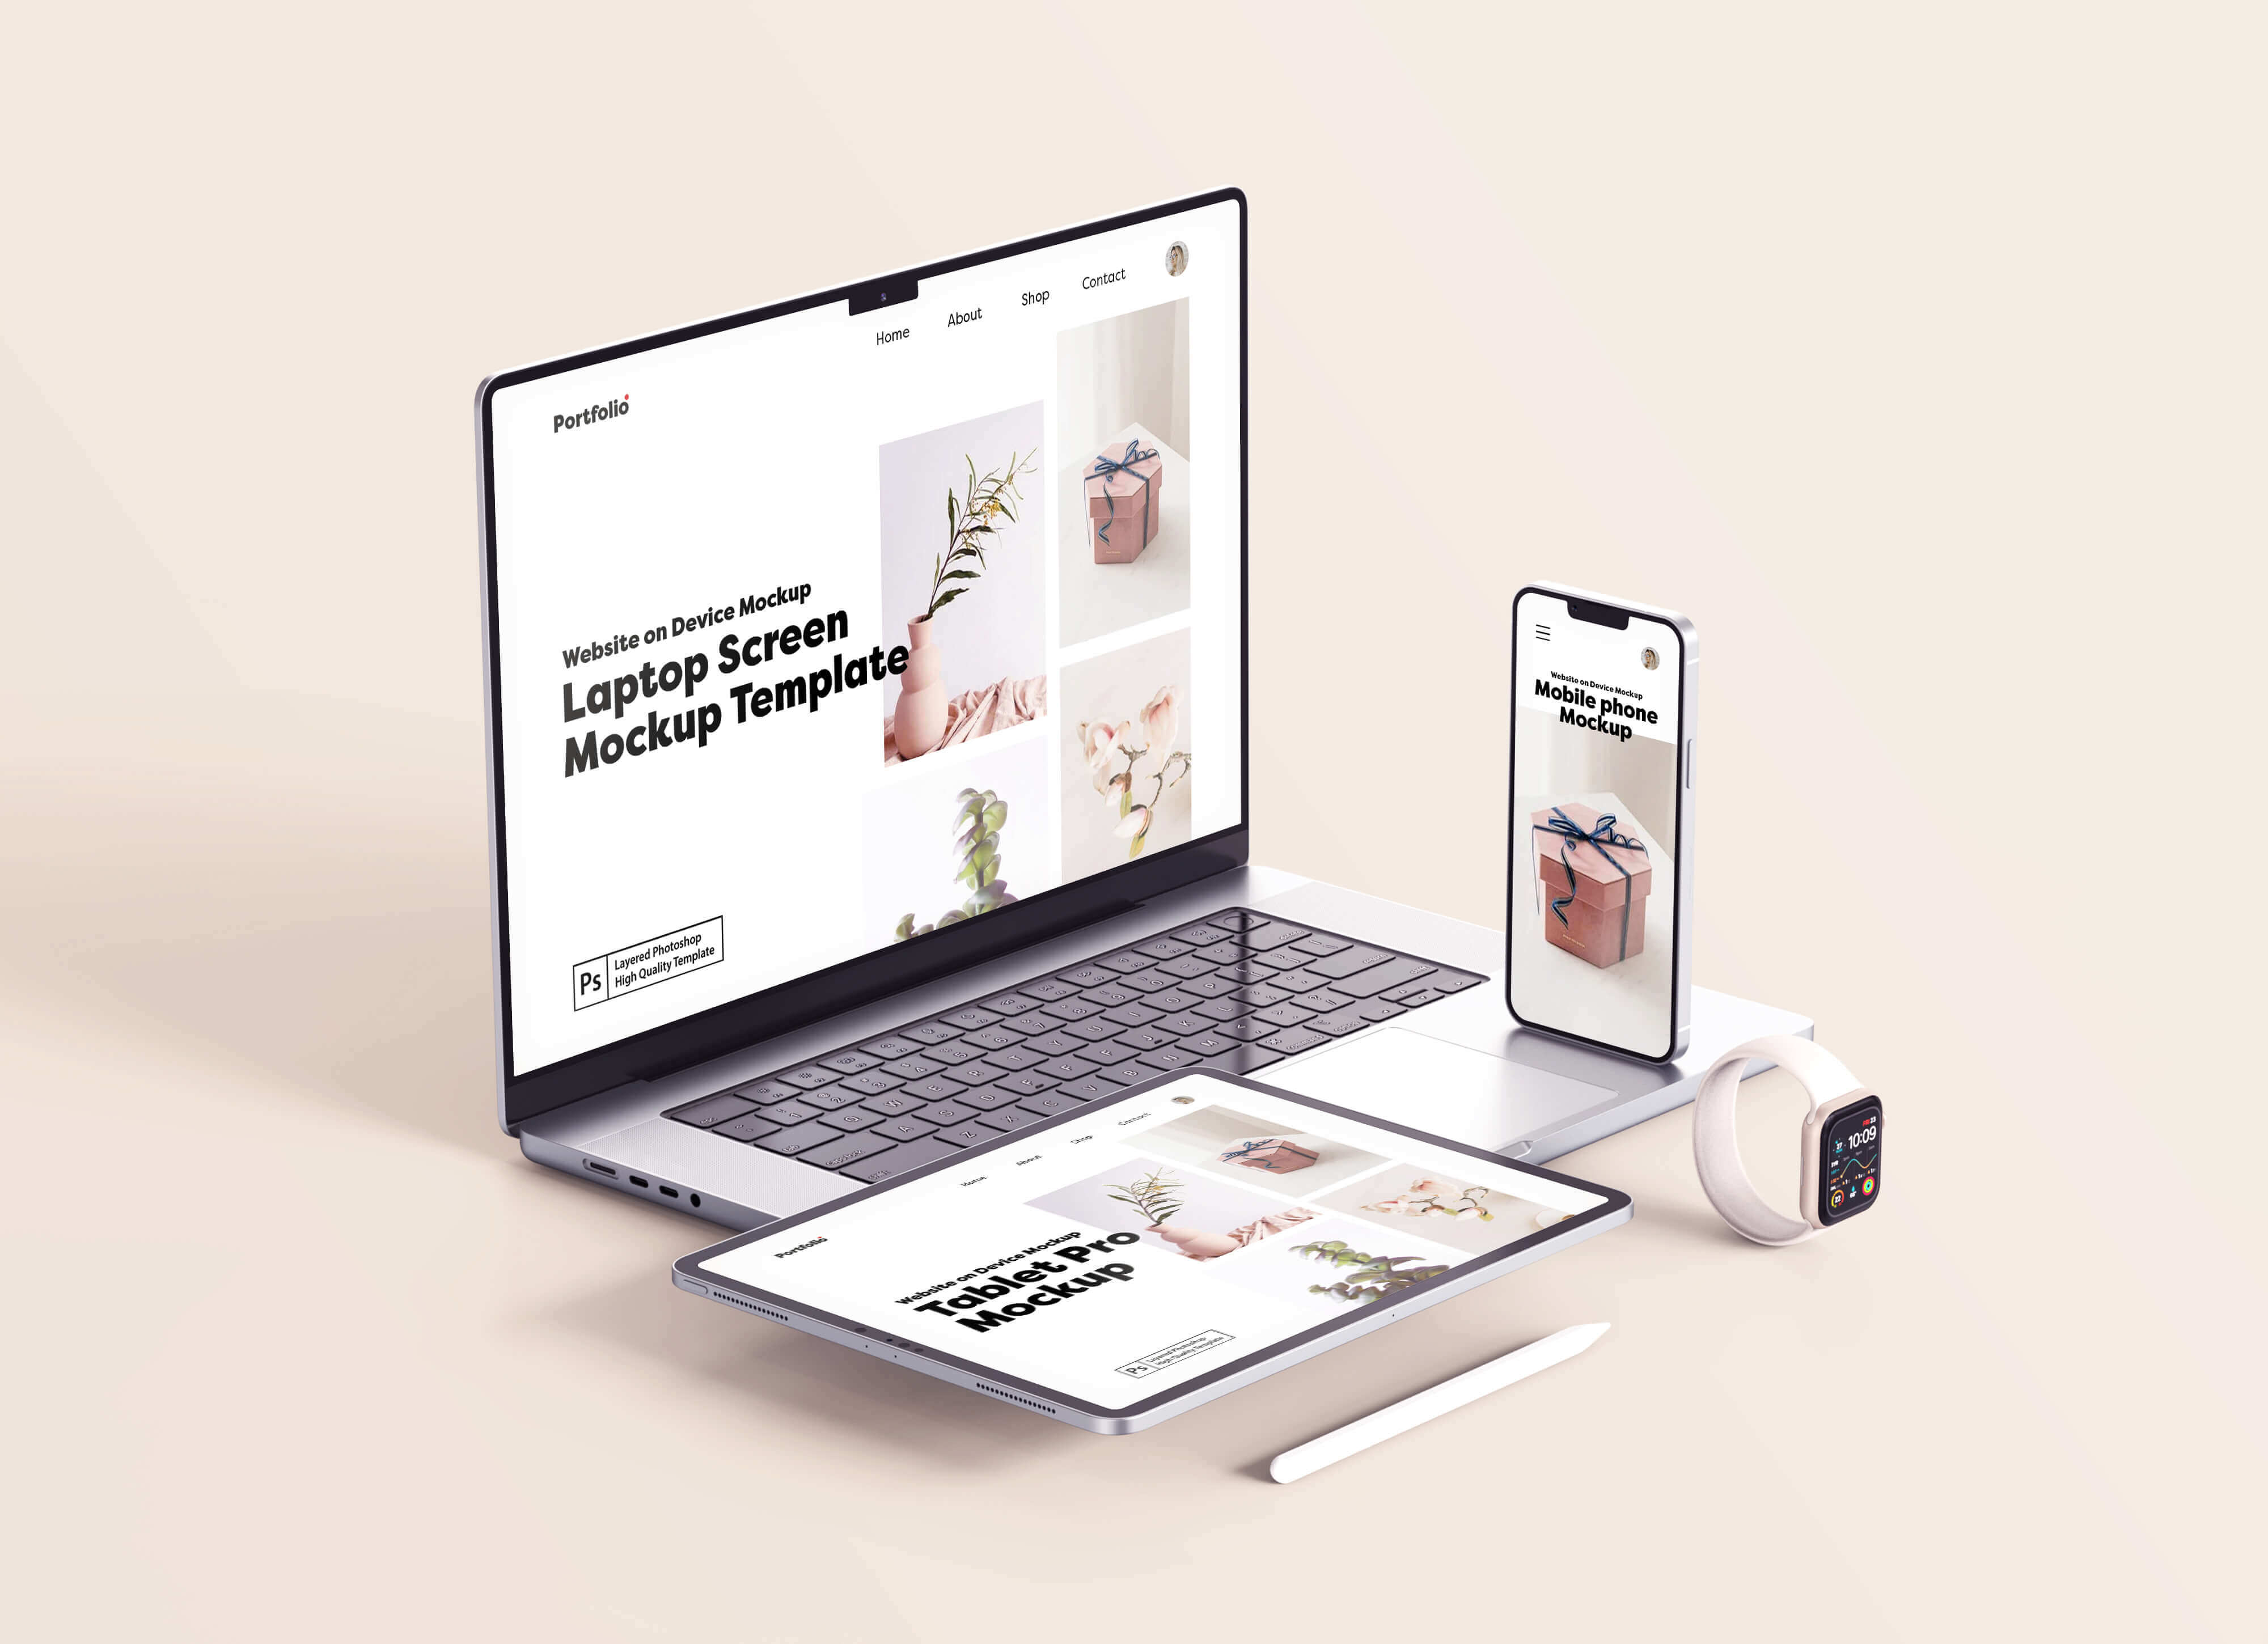 Home
About
Shop
Contact
Portfolio
Website on Device Mockup
Laptop Screen
Mockup Template
Ps
Layered Photoshop
High Quality Template
Website on Device Mockup
Mobile phone
Mockup
10:09
Home
About
Shop
Contact
Portfolio
Website on Device Mockup
Tablet Pro
Mockup
Ps
Layered Photoshop
High Quality Template